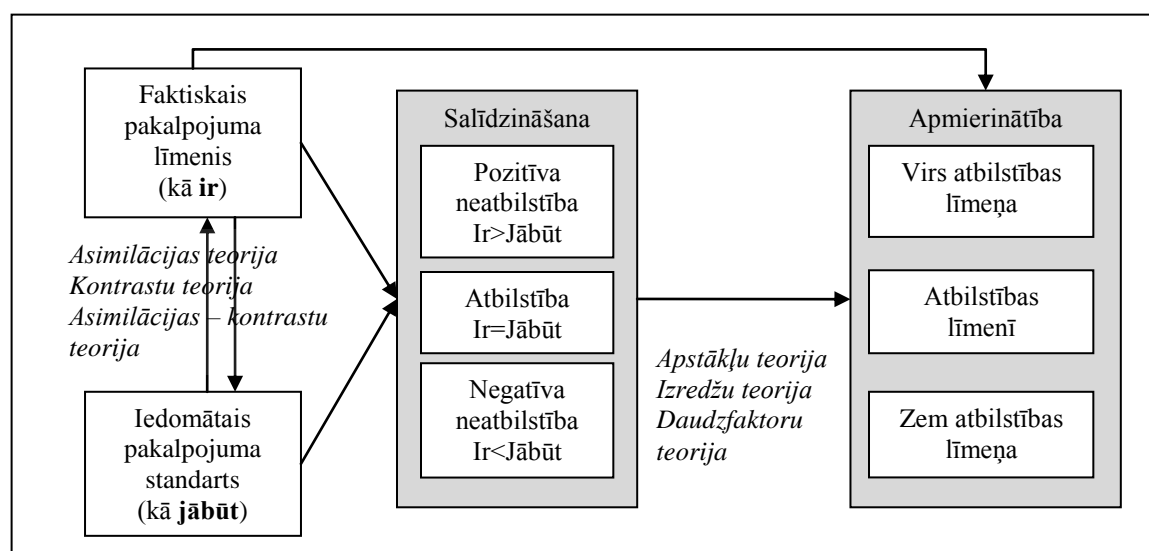 Faktiskais
pakalpojuma
līmenis
(kā ir)
Asimilācijas teorija
Kontrastu teorija
Asimilācijas – kontrastu
teorija
Iedomātais
pakalpojuma
standarts
(kā jābūt)
Salīdzināšana
Pozitīva
neatbilstība
Ir>Jābūt
Atbilstība
Ir=Jābūt
Negatīva
neatbilstība
Ir<Jābūt
Apstākļu teorija
Izredžu teorija
Daudzfaktoru
teorija
Apmierinātība
Virs atbilstības
līmeņa
Atbilstības
līmenī
Zem atbilstības
līmeņa